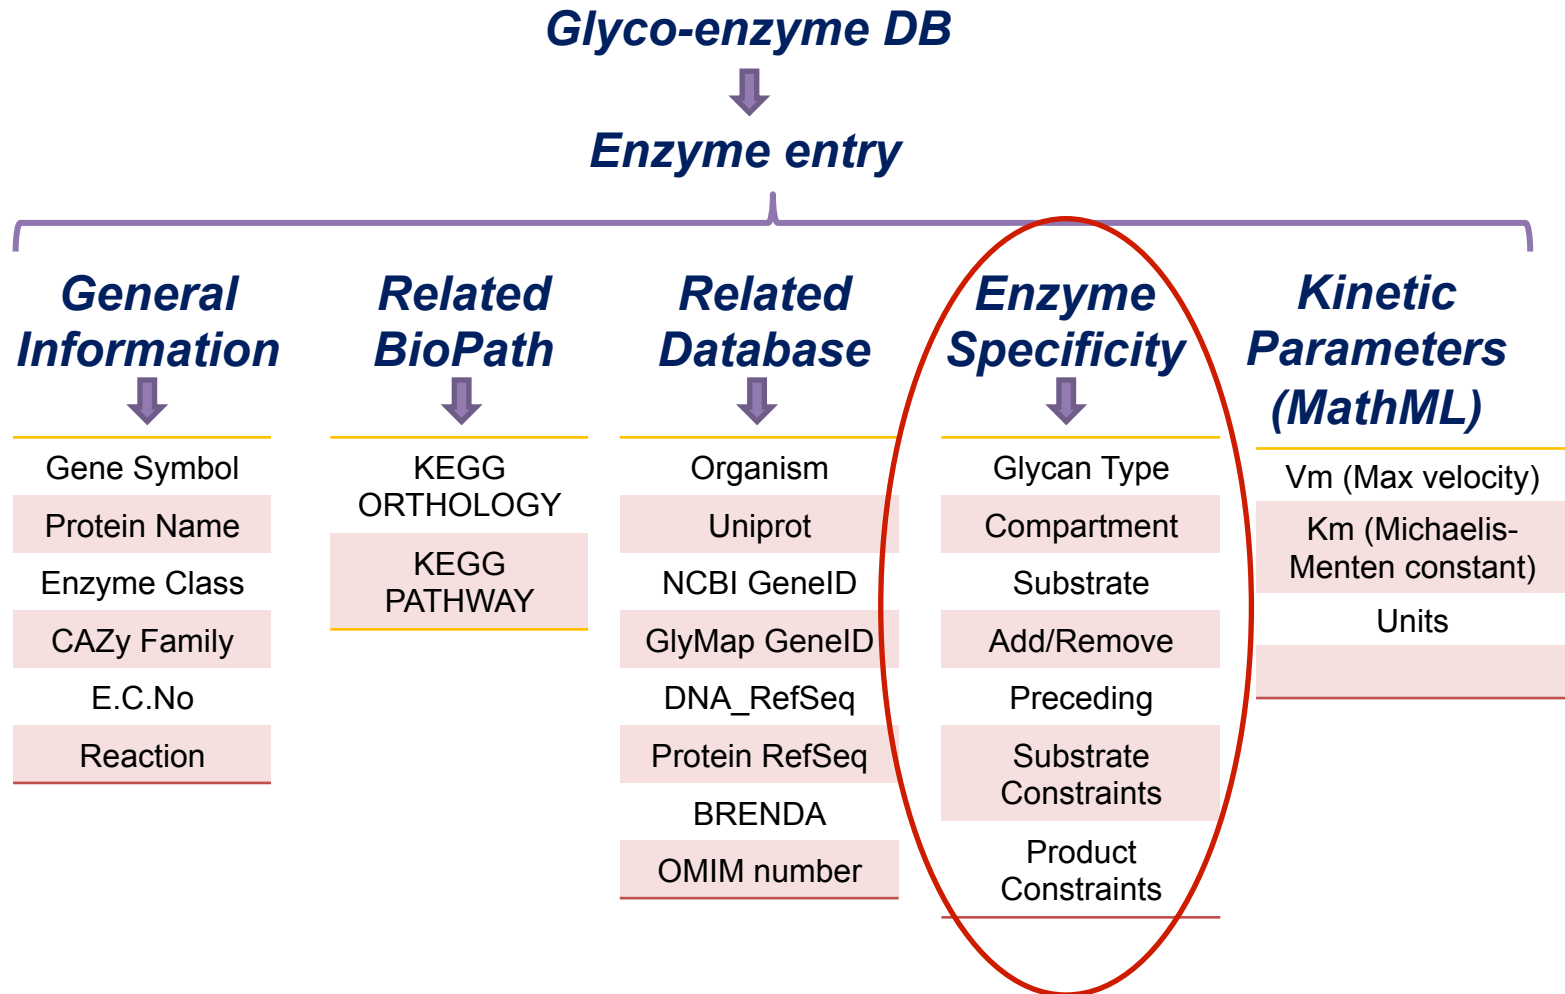 Glyco-enzyme DB
Enzyme entry
General
Information
Gene Symbol
Protein Name
Enzyme Class
CAZy Family
E.C.No
Reaction
Related
BioPath
KEGG
ORTHOLOGY
KEGG
PATHWAY
Related
Database
Organism
Uniprot
NCBI GeneID
GlyMap GeneID
DNA_RefSeq
Protein RefSeq
BRENDA
OMIM number
Enzyme
Specificity
Glycan Type
Compartment
Substrate
Add/Remove
Preceding
Substrate
Constraints
Product
Constraints
Kinetic
Parameters
(MathML)
Vm (Max velocity)
Km (Michaelis-
Menten constant)
Units